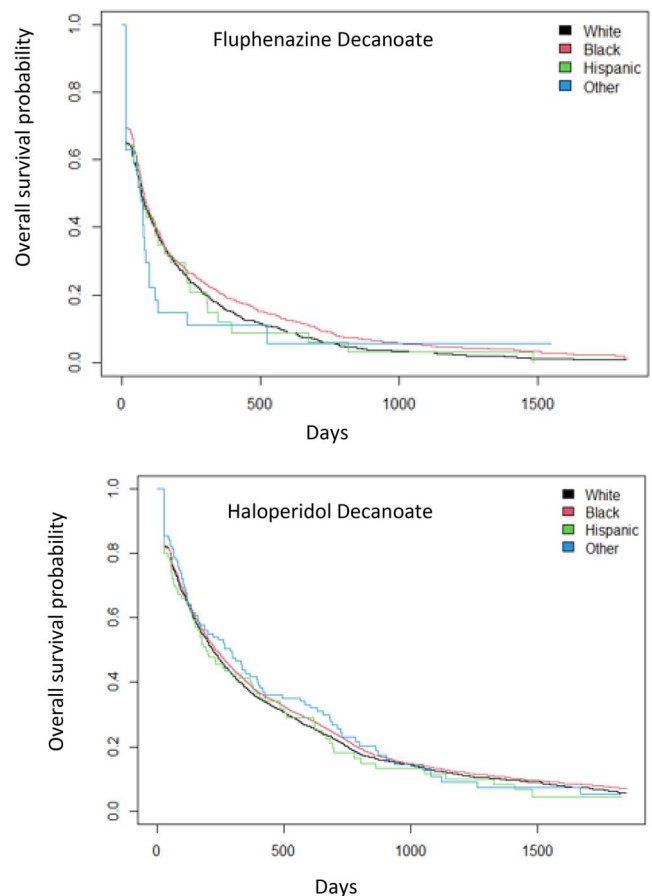 Fluphenazine Decanoate
White
Black
Hispanic
Other
Overall survival probability
1.0
0.8
0.6
0.4
0.2
0.0
0
500
1000
1500
Days
Haloperidol Decanoate
White
Black
Hispanic
Other
Overall survival probability
1.0
0.8
0.6
0.4
0.2
0.0
0
500
1000
1500
Days